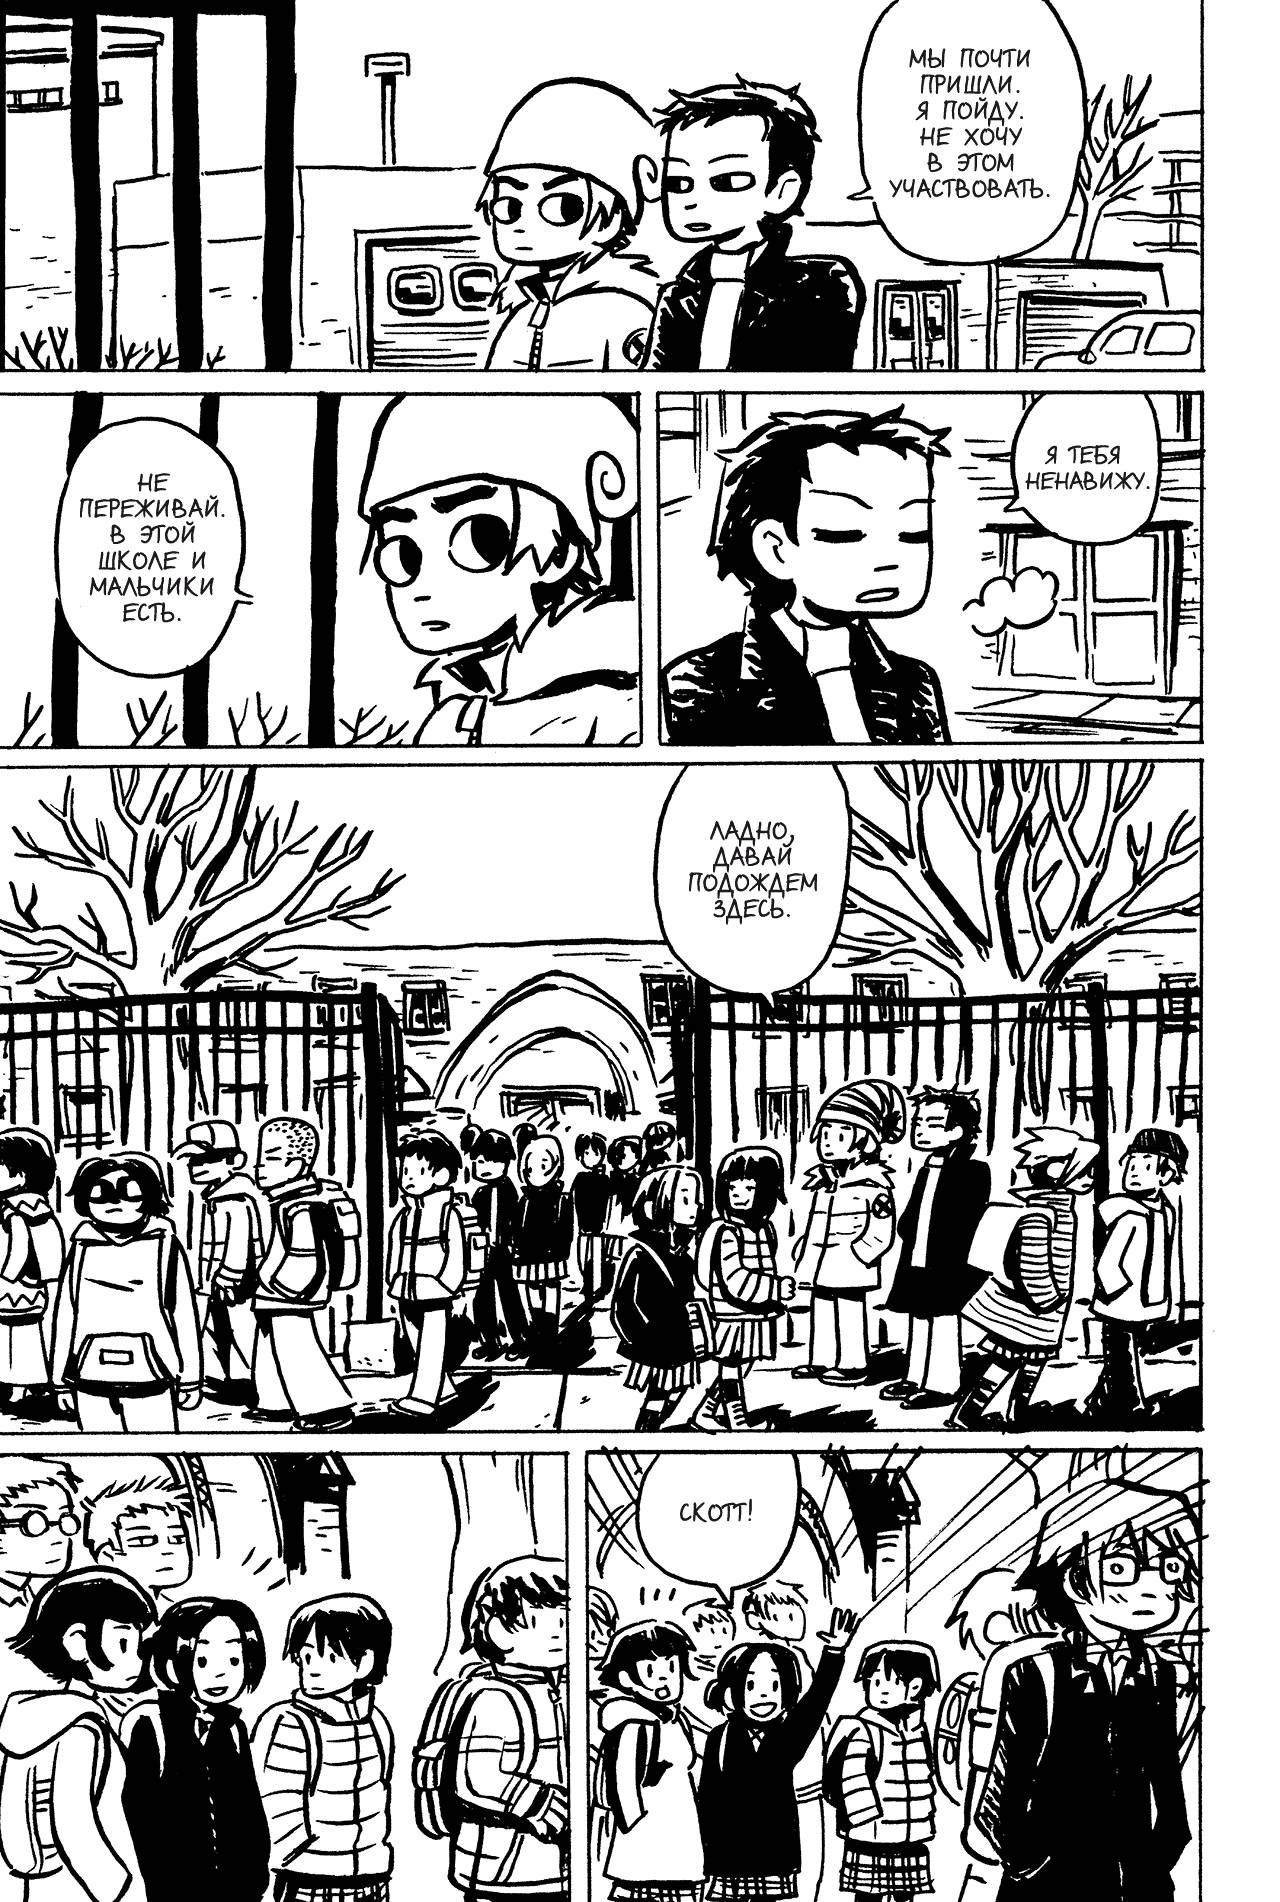 МЫ ПОЧТИ
ПРИШЛИ.
Я ПОЙДУ.
НЕ ХОЧУ
В ЭТОМ
УЧАСТВОВАТЬ.
НЕ
ПЕРЕЖИВАЙ.
В ЭТОЙ
ШКОЛЕ И
МАЛЬЧИКИ
ЕСТЬ.
Я ТЕБЯ
НЕНАВИЖУ.
ЛАДНО,
ДАВАЙ
ПОДОЖДЕМ
ЗДЕСЬ.
СКОТТ!